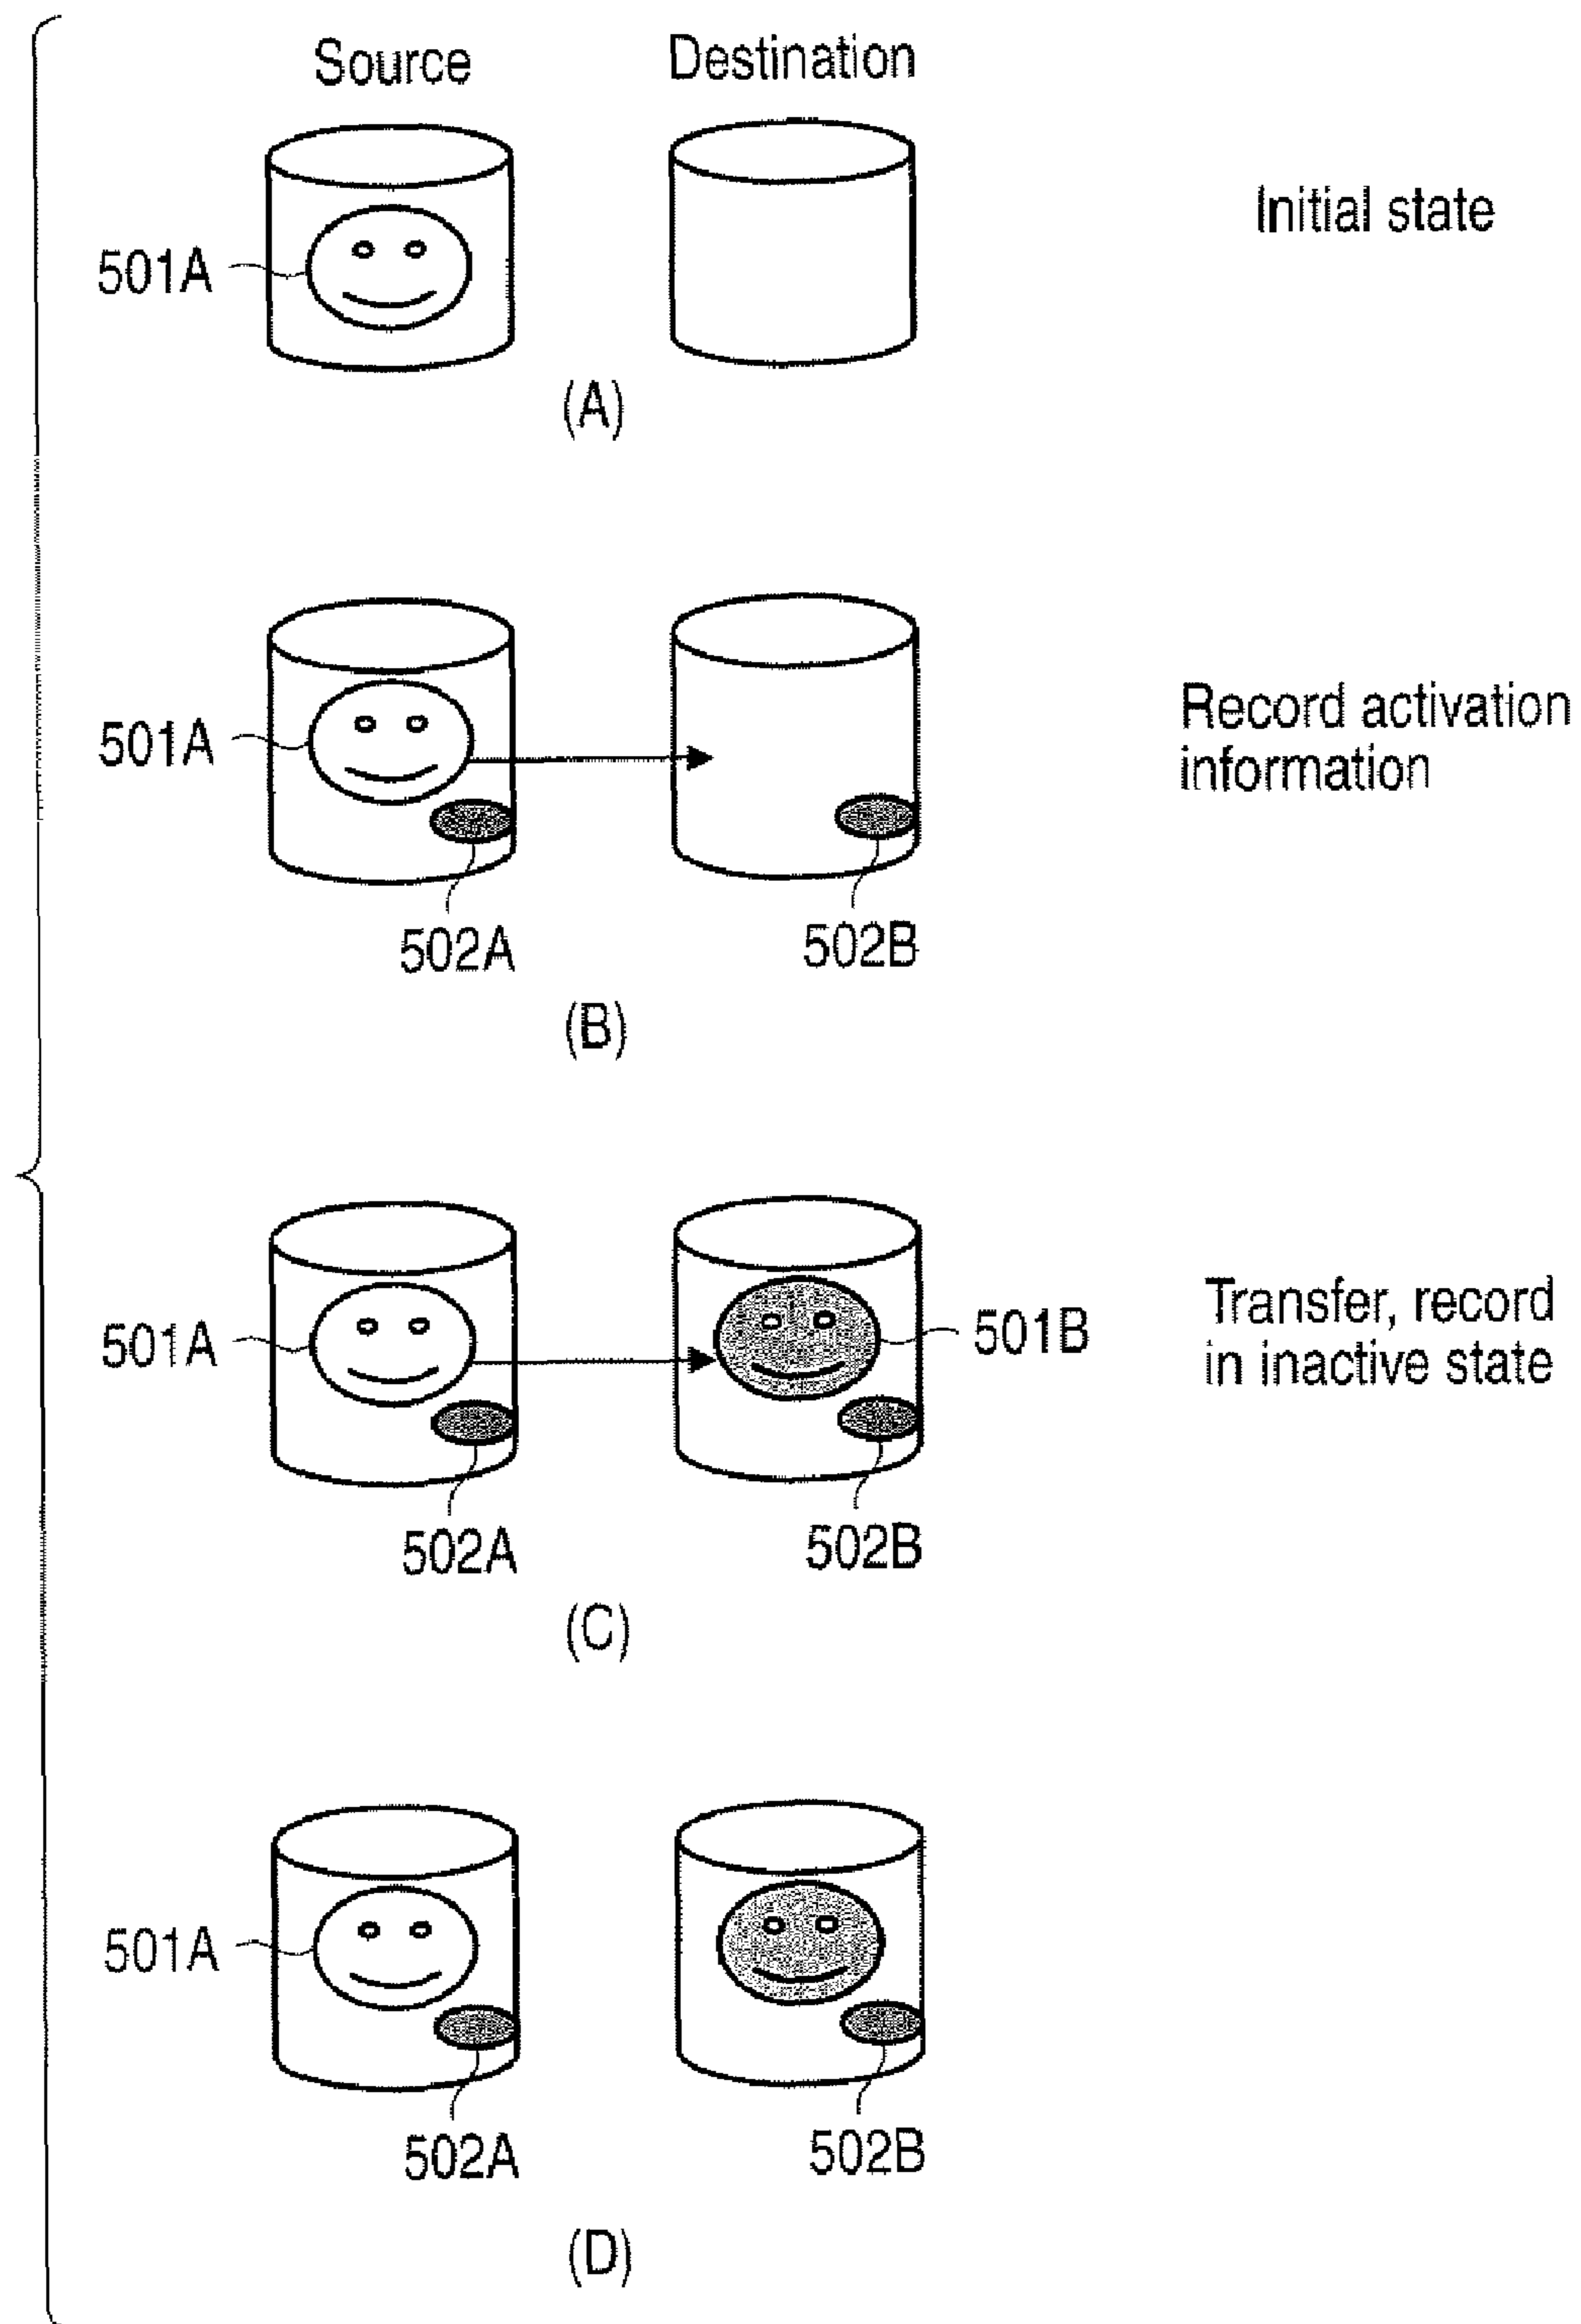 Source
Destination
501A
Initial state
(A)
501A
Record activation
information
502A
502B
(B)
501A
501B
Transfer, record
in inactive state
502A
502B
(C)
501A
502A
502B
(D)